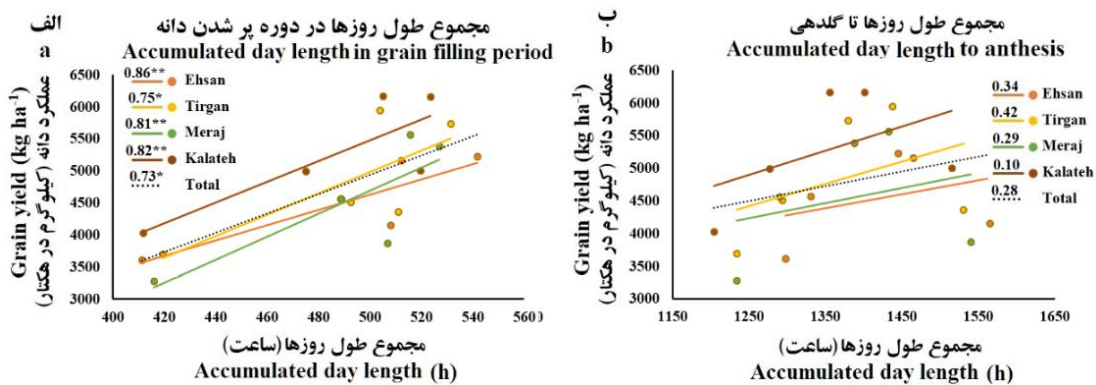 الف
مجموع طول روزها در دوره پر شدن دانه
a
Accumulated day length in grain filling period
عملکرد دانه (کیلوگرم در هکتار)
Grain yield (kg ha⁻¹)
6500
6000
5500
5000
4500
4000
3500
3000
0.86** Ehsan
0.75* Tirgan
0.81** Meraj
0.82** Kalateh
0.73* Total
400 420 440 460 480 500 520 540 560
مجموع طول روزها (ساعت)
Accumulated day length (h)
ب
مجموع طول روزها تا گلدهی
b
Accumulated day length to anthesis
عملکرد دانه (کیلوگرم در هکتار)
Grain yield (kg ha⁻¹)
6500
6000
5500
5000
4500
4000
3500
3000
0.34 Ehsan
0.42 Tirgan
0.29 Meraj
0.10 Kalateh
0.28 Total
1150 1250 1350 1450 1550 1650
مجموع طول روزها (ساعت)
Accumulated day length (h)